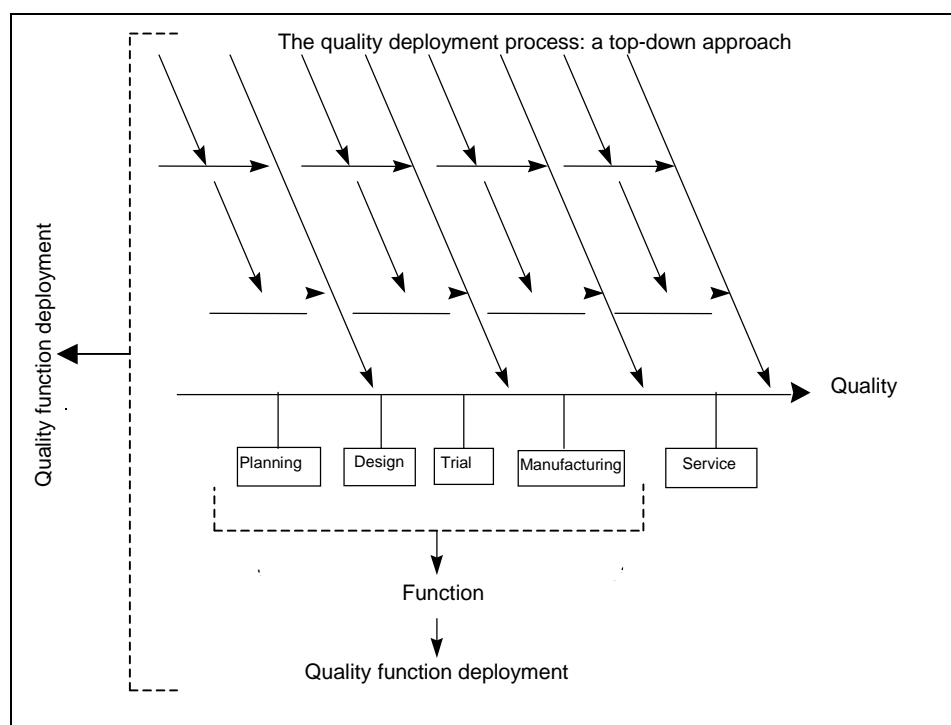 The quality deployment process: a top-down approach
Quality function deployment
Quality
Planning
Design
Trial
Manufacturing
Service
Function
Quality function deployment